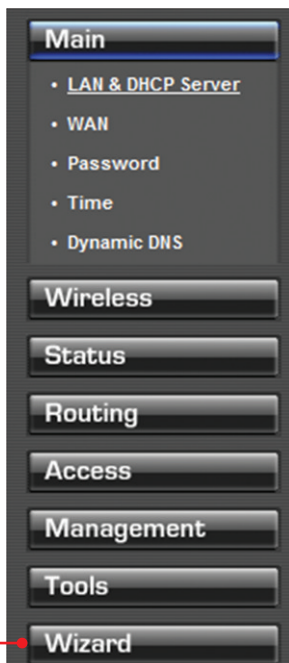 Main
• LAN & DHCP Server
• WAN
• Password
• Time
• Dynamic DNS
Wireless
Status
Routing
Access
Management
Tools
Wizard